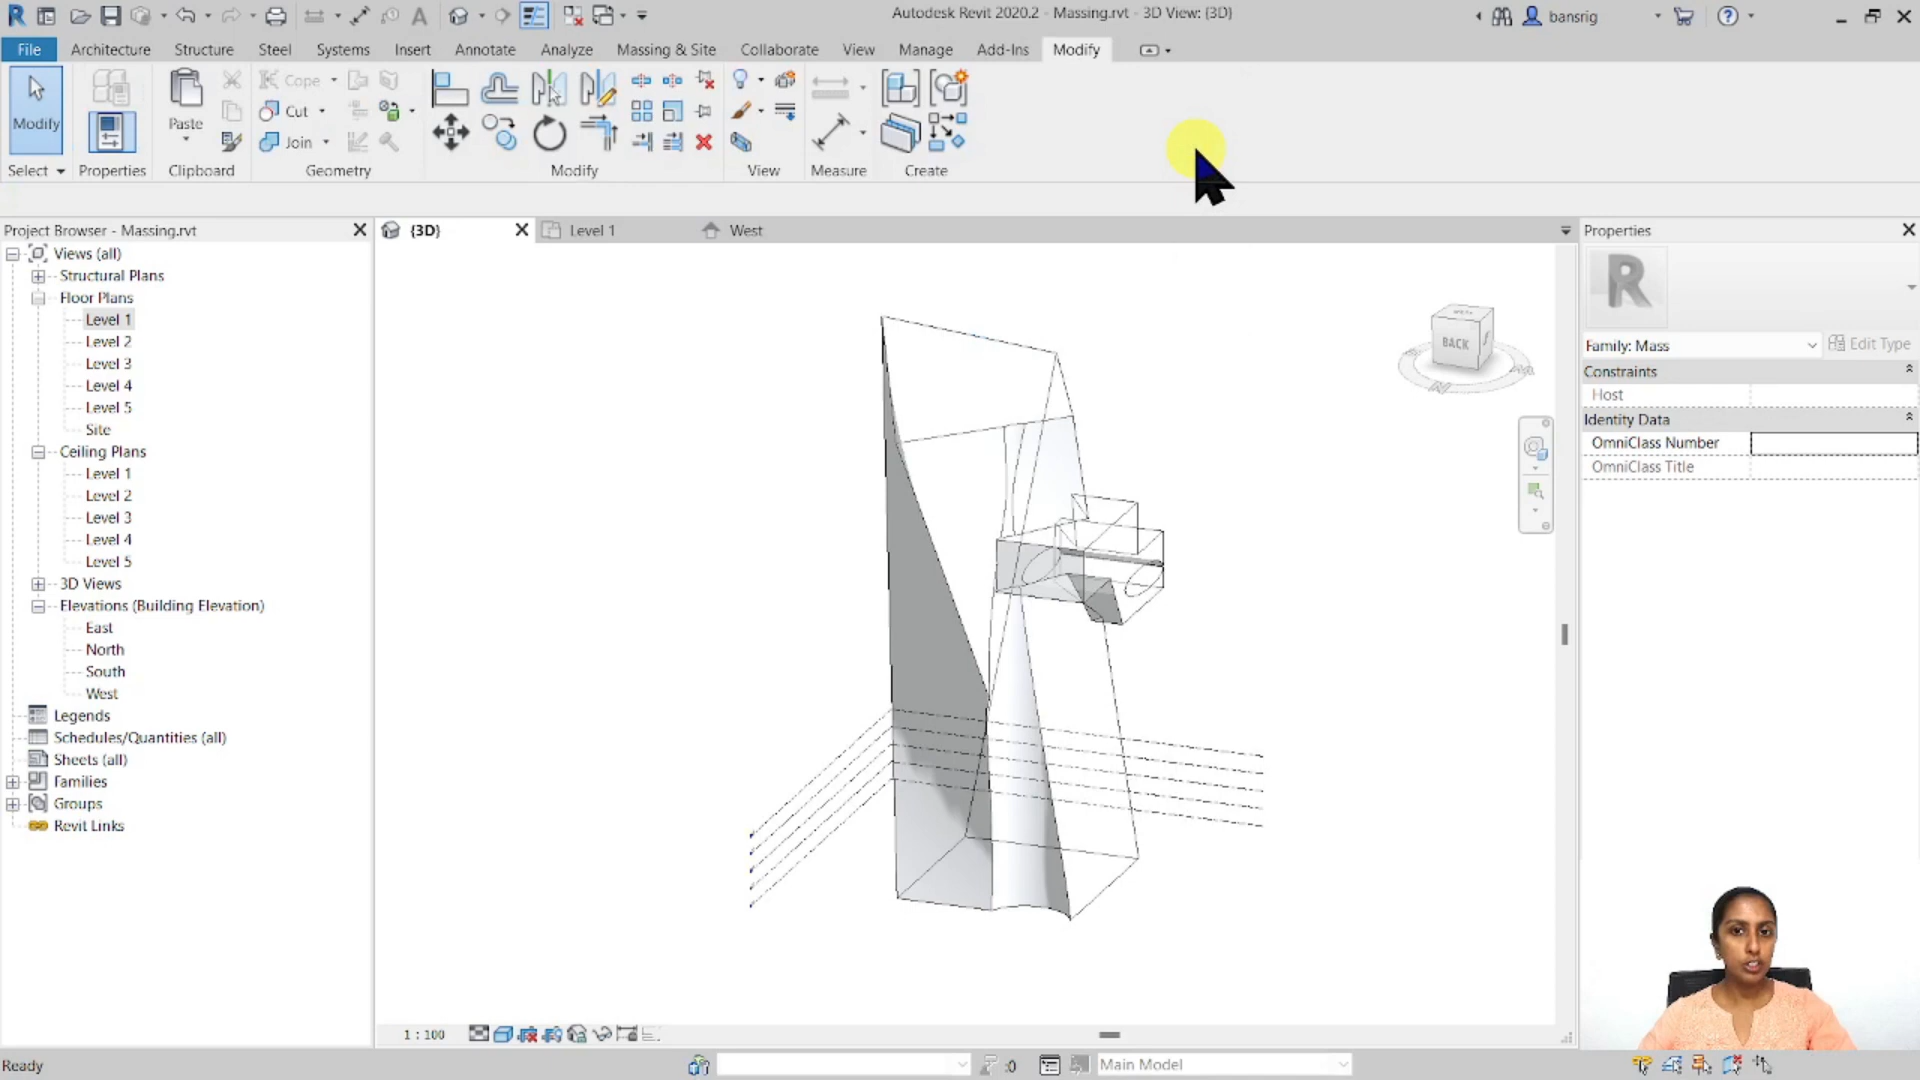 Autodesk Revit 2020.2 - Massing.rvt - 3D View: {3D}
bansrig
File Architecture Structure Steel Systems Insert Annotate Analyze Massing & Site Collaborate View Manage Add-Ins Modify
Modify
Paste
Cope
Cut
Join
Select Properties Clipboard Geometry Modify View Measure Create
Project Browser - Massing.rvt
{3D}
Level 1
West
Properties
Views (all)
Structural Plans
Floor Plans
Level 1
Level 2
Level 3
Level 4
Level 5
Site
Ceiling Plans
Level 1
Level 2
Level 3
Level 4
Level 5
3D Views
Elevations (Building Elevation)
East
North
South
West
Legends
Schedules/Quantities (all)
Sheets (all)
Families
Groups
Revit Links
BACK
N
R
Family: Mass
Edit Type
Constraints
Host
Identity Data
OmniClass Number
OmniClass Title
1 : 100
Ready
:0
Main Model